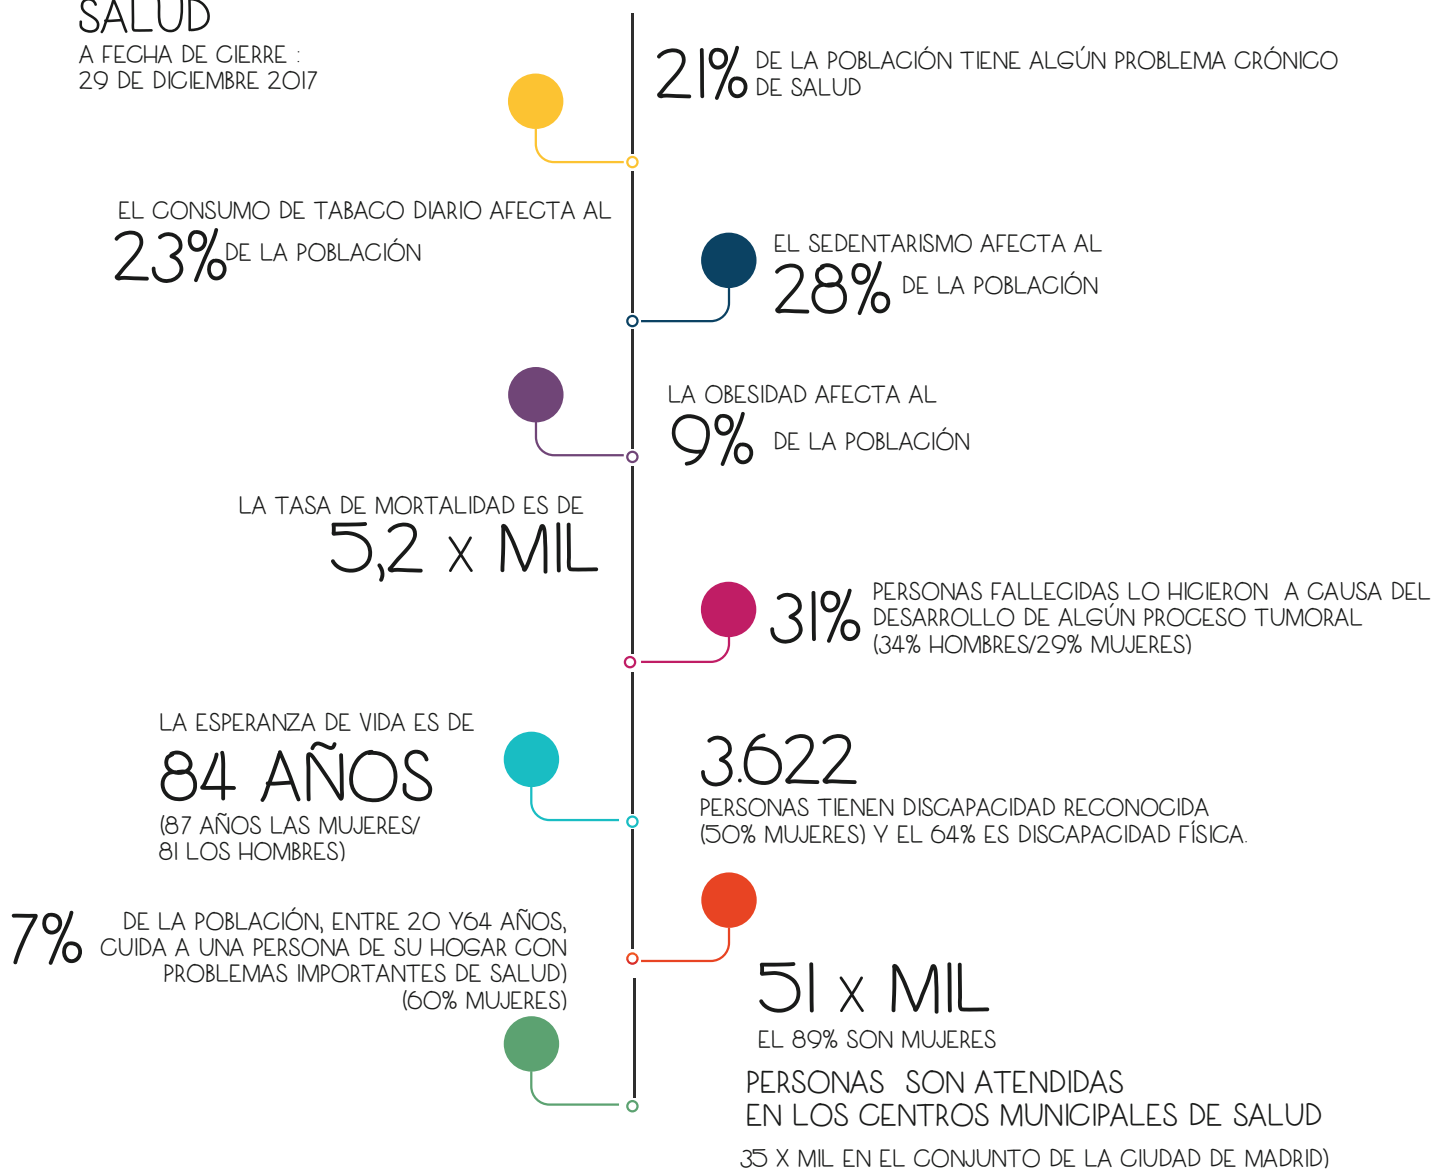 SALUD
A FECHA DE CIERRE :
29 DE DICIEMBRE 2017
21% DE LA POBLACIÓN TIENE ALGÚN PROBLEMA CRÓNICO
DE SALUD
EL CONSUMO DE TABACO DIARIO AFECTA AL
23% DE LA POBLACIÓN
EL SEDENTARISMO AFECTA AL
28% DE LA POBLACIÓN
LA OBESIDAD AFECTA AL
9% DE LA POBLACIÓN
LA TASA DE MORTALIDAD ES DE
5,2 X MIL
31% PERSONAS FALLECIDAS LO HICIERON A CAUSA DEL
DESARROLLO DE ALGÚN PROCESO TUMORAL
(34% HOMBRES/29% MUJERES)
LA ESPERANZA DE VIDA ES DE
84 AÑOS
(87 AÑOS LAS MUJERES/
81 LOS HOMBRES)
3.622
PERSONAS TIENEN DISCAPACIDAD RECONOCIDA
(50% MUJERES) Y EL 64% ES DISCAPACIDAD FÍSICA.
7% DE LA POBLACIÓN, ENTRE 20 Y64 AÑOS,
CUIDA A UNA PERSONA DE SU HOGAR CON
PROBLEMAS IMPORTANTES DE SALUD)
(60% MUJERES)
51 X MIL
EL 89% SON MUJERES
PERSONAS SON ATENDIDAS
EN LOS CENTROS MUNICIPALES DE SALUD
35 X MIL EN EL CONJUNTO DE LA CIUDAD DE MADRID)